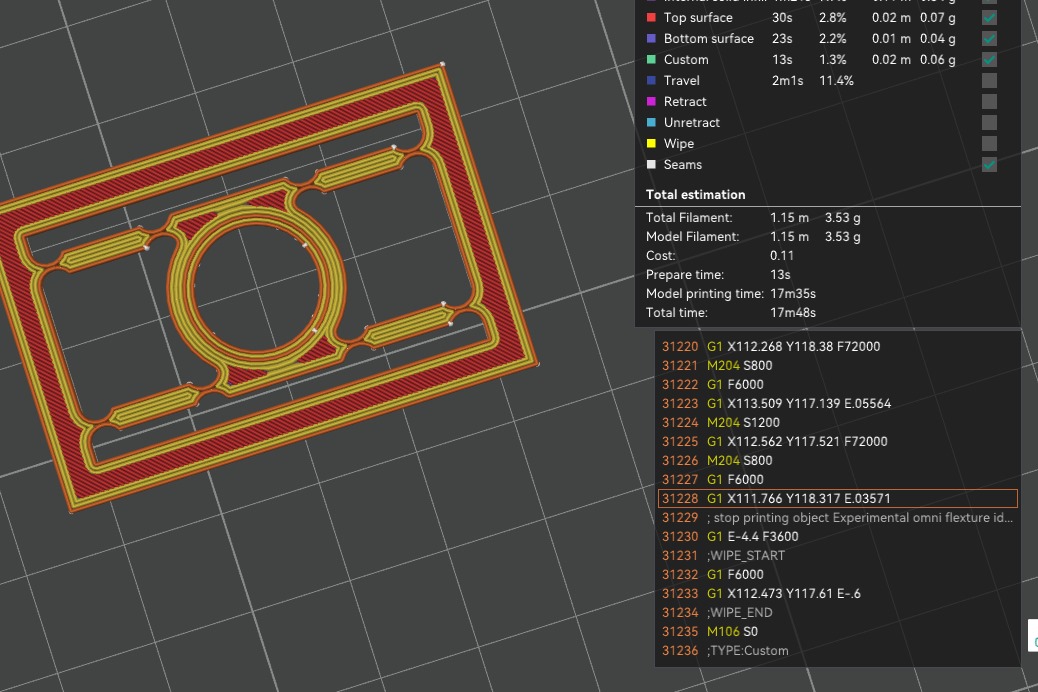 Top surface 30s 2.8% 0.02 m 0.07 g
Bottom surface 23s 2.2% 0.01 m 0.04 g
Custom 13s 1.3% 0.02 m 0.06 g
Travel 2m1s 11.4%
Retract
Unretract
Wipe
Seams
Total estimation
Total Filament: 1.15 m 3.53 g
Model Filament: 1.15 m 3.53 g
Cost: 0.11
Prepare time: 13s
Model printing time: 17m35s
Total time: 17m48s
31220 G1 X112.268 Y118.38 F72000
31221 M204 S800
31222 G1 F6000
31223 G1 X113.509 Y117.139 E.05564
31224 M204 S1200
31225 G1 X112.562 Y117.521 F72000
31226 M204 S800
31227 G1 F6000
31228 G1 X111.766 Y118.317 E.03571
31229 ; stop printing object Experimental omni flexture id...
31230 G1 E-4.4 F3600
31231 ;WIPE_START
31232 G1 F6000
31233 G1 X112.473 Y117.61 E-.6
31234 ;WIPE_END
31235 M106 S0
31236 ;TYPE:Custom